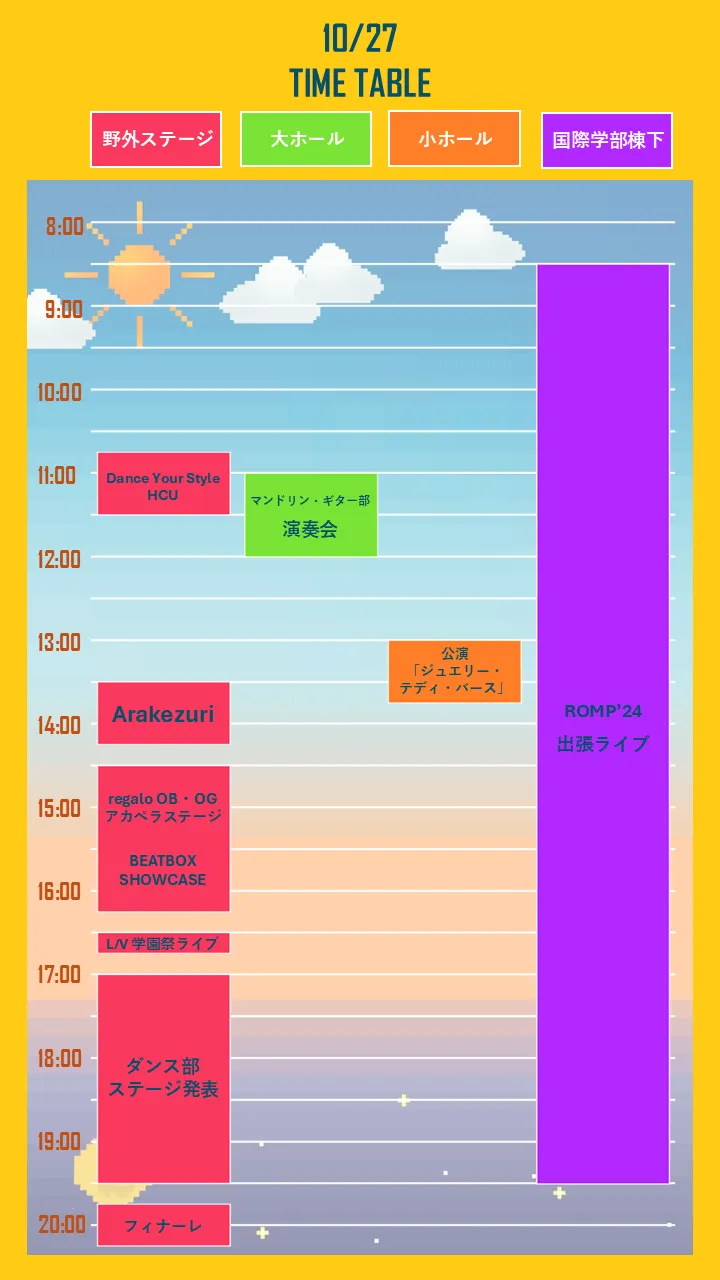 10/27
TIME TABLE
野外ステージ
大ホール
小ホール
国際学部棟下
8:00
9:00
10:00
11:00
Dance Your Style
HCU
マンドリン・ギター部
演奏会
12:00
13:00
公演
「ジュエリー・
テディ・バース」
Arakezuri
14:00
ROMP’24
出張ライブ
15:00
regalo OB・OG
アカペラステージ
BEATBOX
SHOWCASE
16:00
L/V 学園祭ライブ
17:00
18:00
ダンス部
ステージ発表
19:00
20:00
フィナーレ